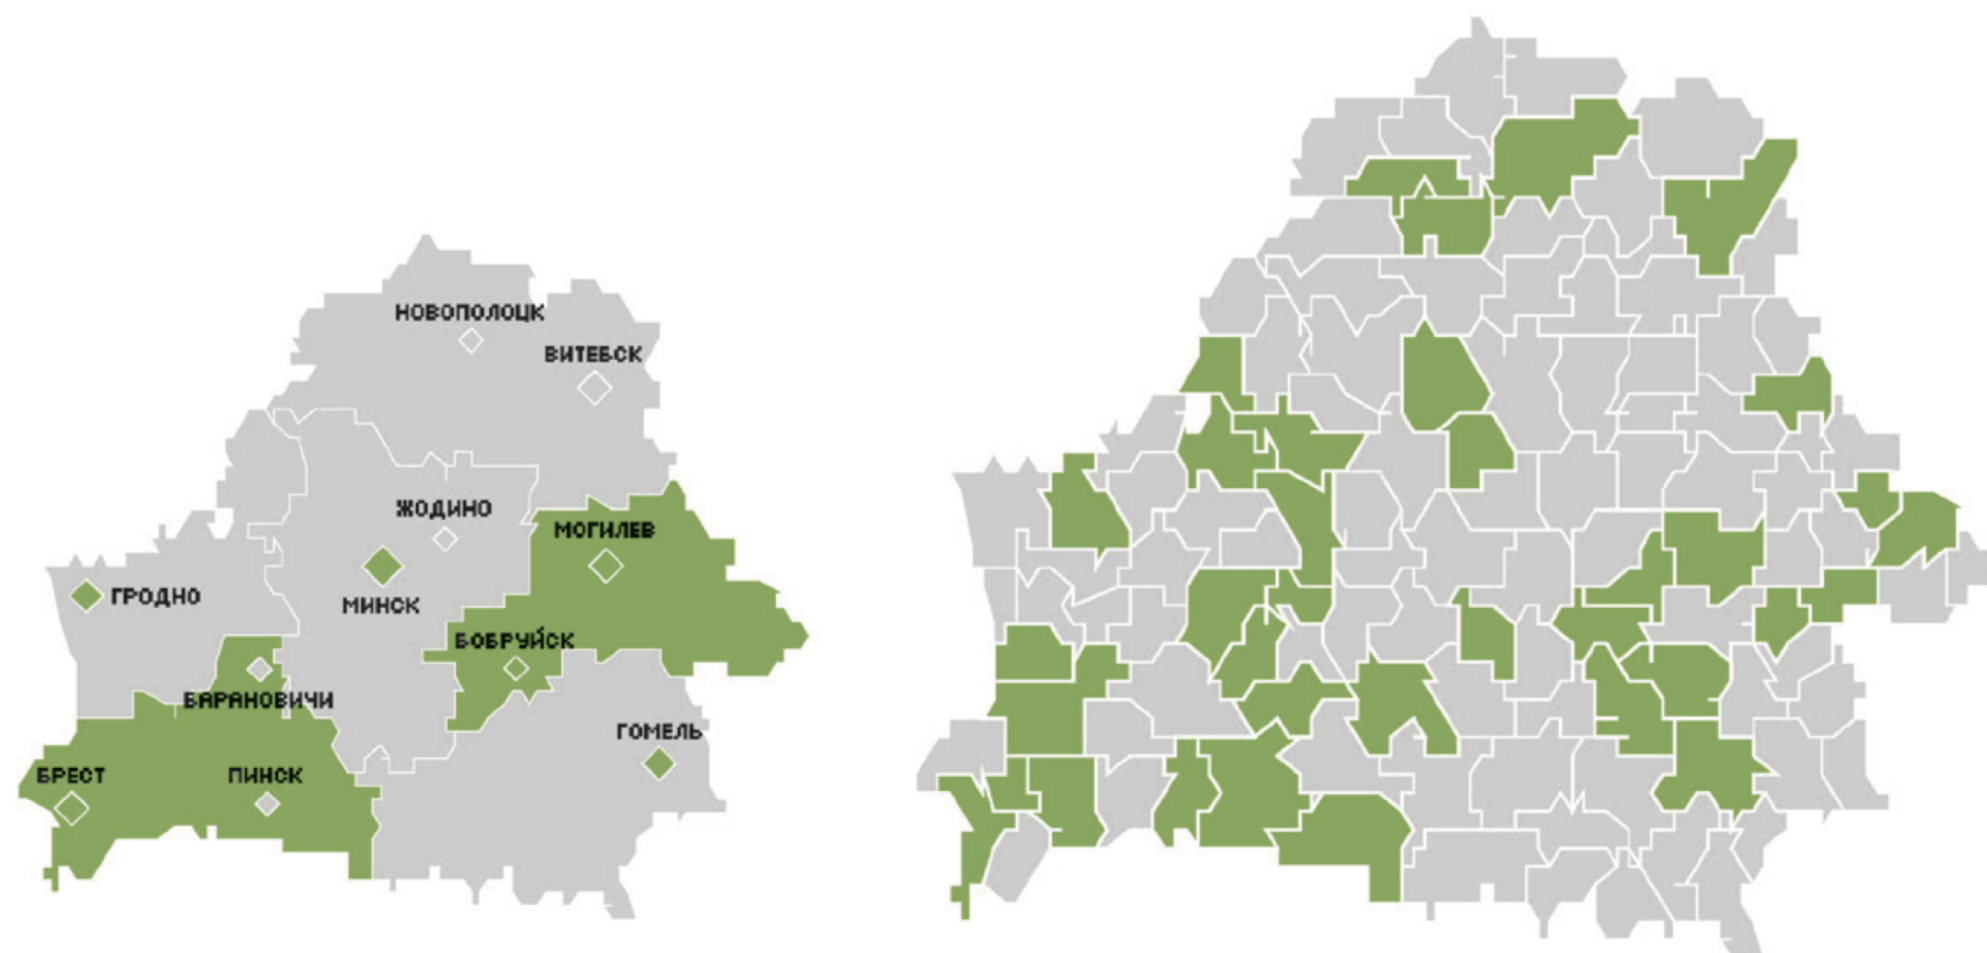 НОВОПОЛОЦК
ВИТЕБСК
ЖОДИНО
МОГИЛЕВ
ГРОДНО
МИНСК
БОБРУЙСК
БАРАНОВИЧИ
ГОМЕЛЬ
БРЕСТ
ПИНСК